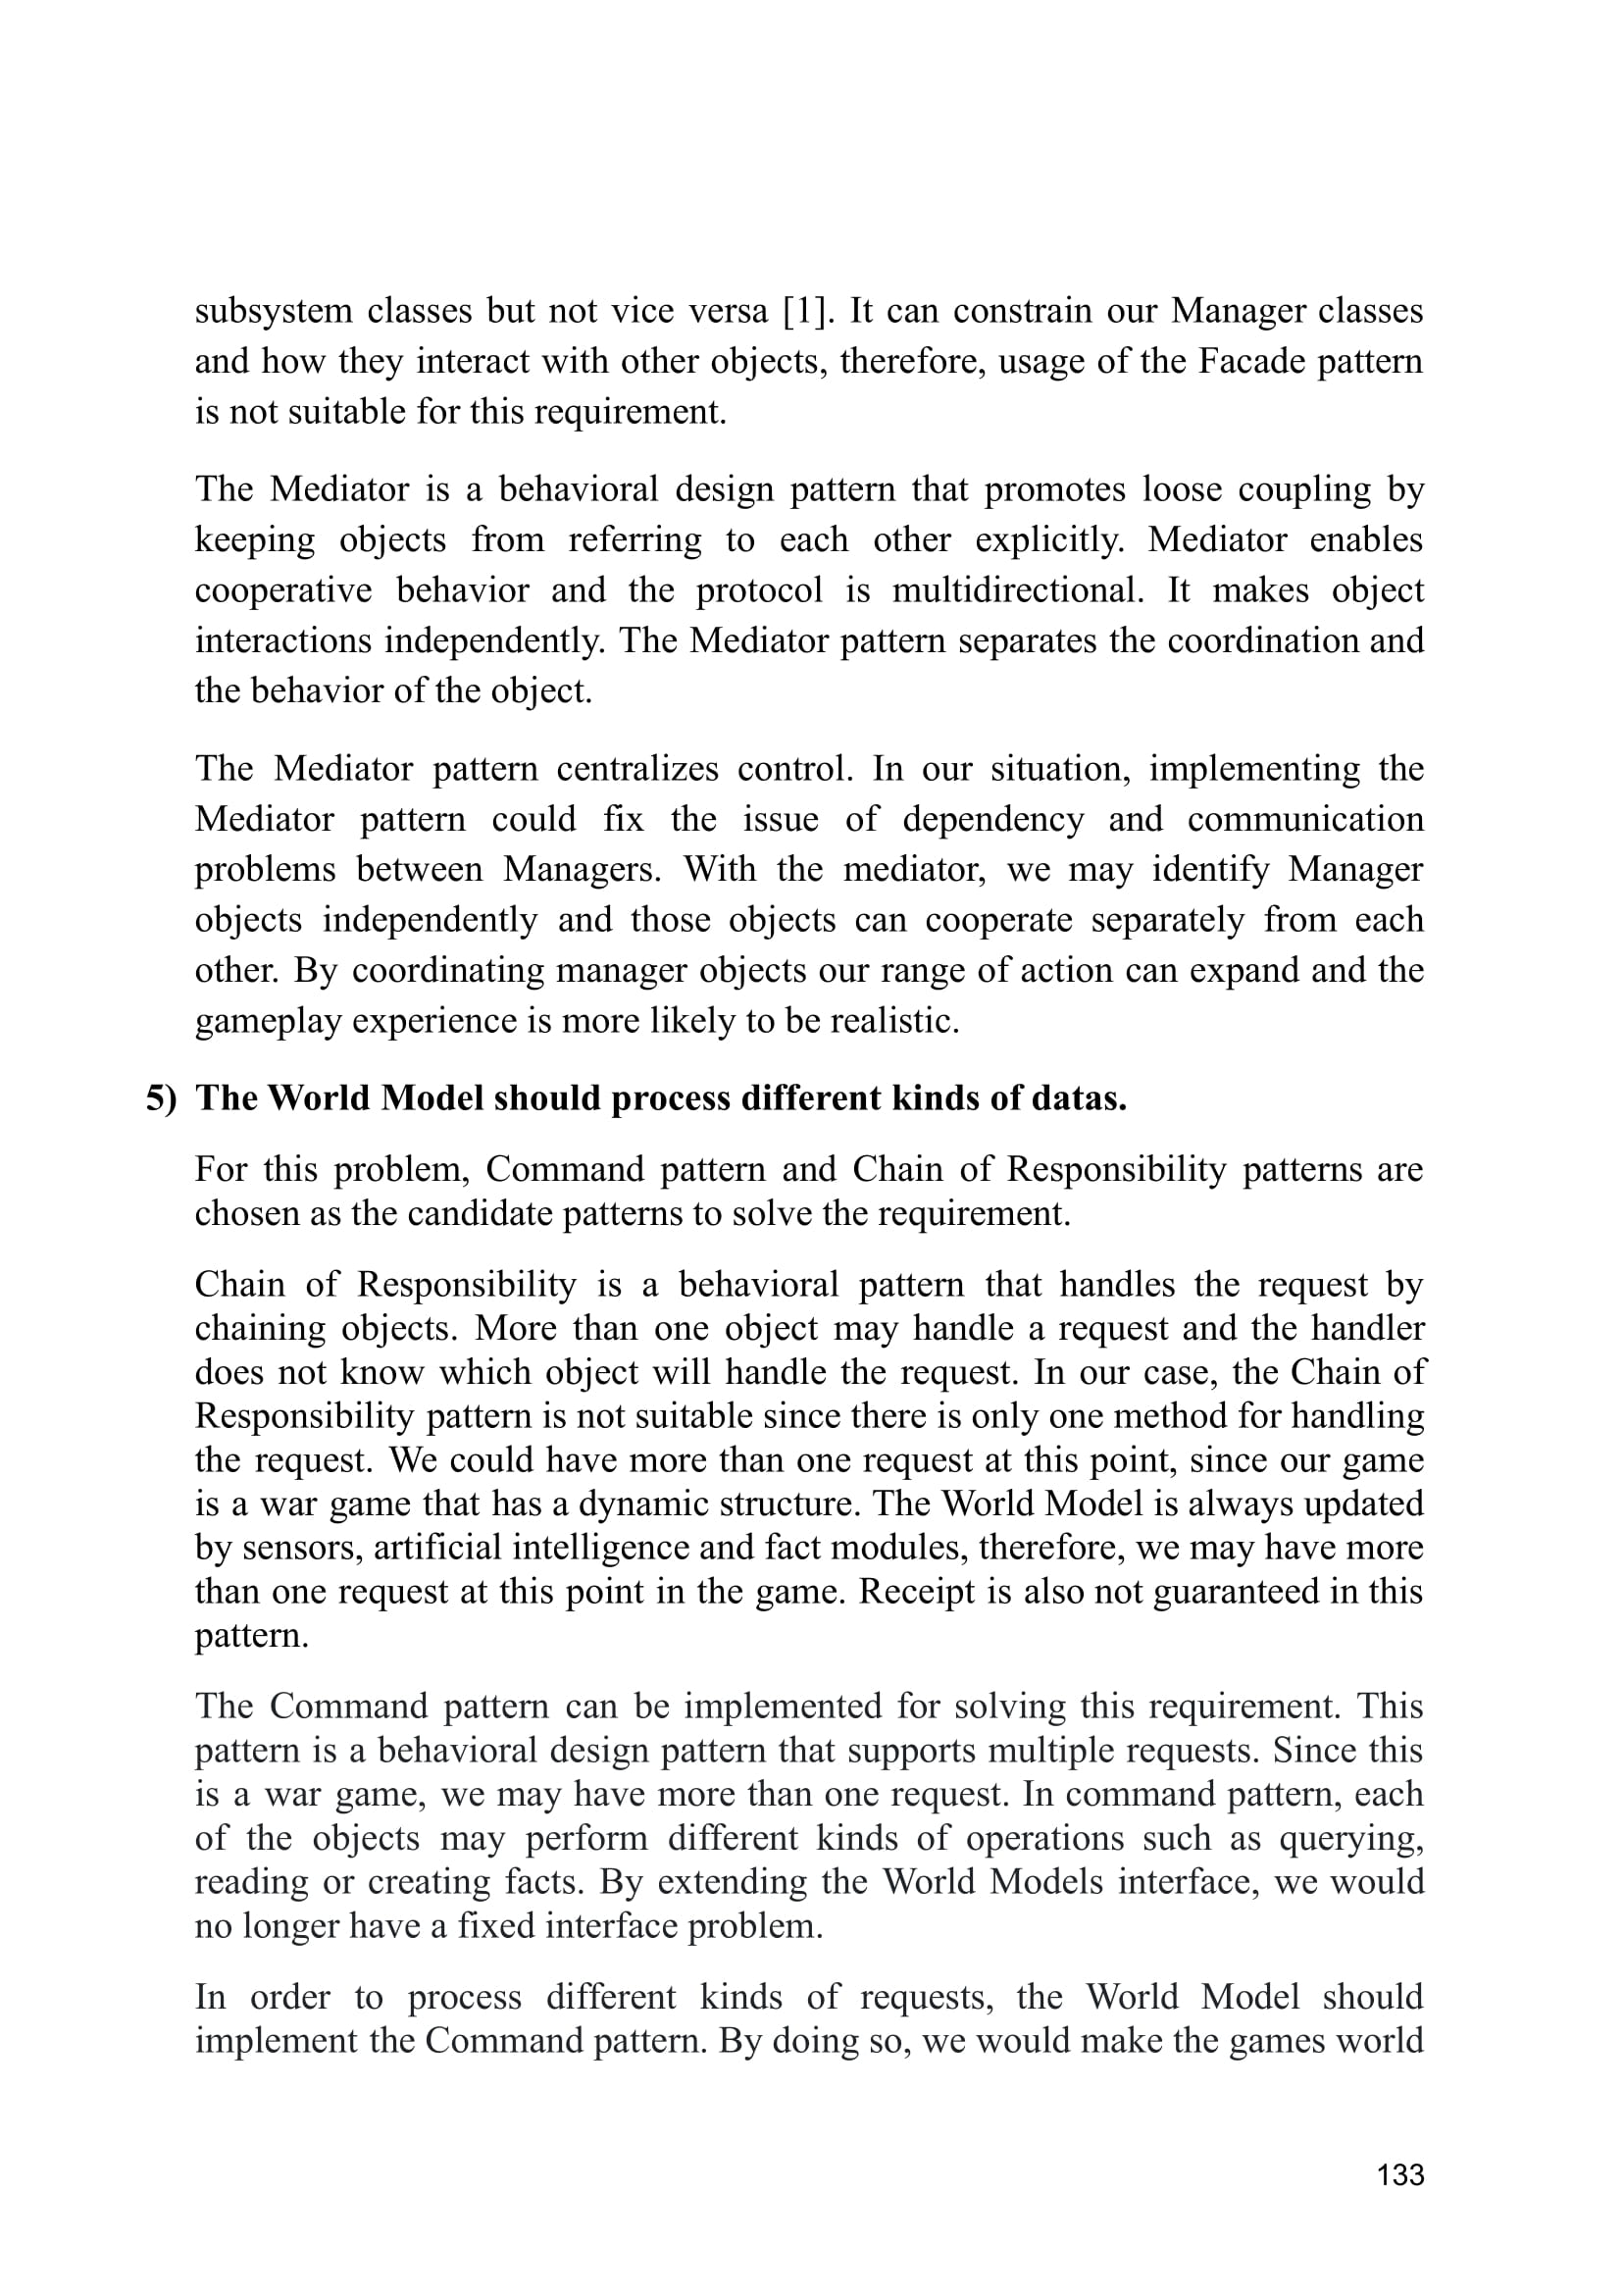 subsystem classes but not vice versa [1]. It can constrain our Manager classes
and how they interact with other objects, therefore, usage of the Facade pattern
is not suitable for this requirement.
The Mediator is a behavioral design pattern that promotes loose coupling by
keeping objects from referring to each other explicitly. Mediator enables
cooperative behavior and the protocol is multidirectional. It makes object
interactions independently. The Mediator pattern separates the coordination and
the behavior of the object.
The Mediator pattern centralizes control. In our situation, implementing the
Mediator pattern could fix the issue of dependency and communication
problems between Managers. With the mediator, we may identify Manager
objects independently and those objects can cooperate separately from each
other. By coordinating manager objects our range of action can expand and the
gameplay experience is more likely to be realistic.
5) The World Model should process different kinds of datas.
For this problem, Command pattern and Chain of Responsibility patterns are
chosen as the candidate patterns to solve the requirement.
Chain of Responsibility is a behavioral pattern that handles the request by
chaining objects. More than one object may handle a request and the handler
does not know which object will handle the request. In our case, the Chain of
Responsibility pattern is not suitable since there is only one method for handling
the request. We could have more than one request at this point, since our game
is a war game that has a dynamic structure. The World Model is always updated
by sensors, artificial intelligence and fact modules, therefore, we may have more
than one request at this point in the game. Receipt is also not guaranteed in this
pattern.
The Command pattern can be implemented for solving this requirement. This
pattern is a behavioral design pattern that supports multiple requests. Since this
is a war game, we may have more than one request. In command pattern, each
of the objects may perform different kinds of operations such as querying,
reading or creating facts. By extending the World Models interface, we would
no longer have a fixed interface problem.
In order to process different kinds of requests, the World Model should
implement the Command pattern. By doing so, we would make the games world
133